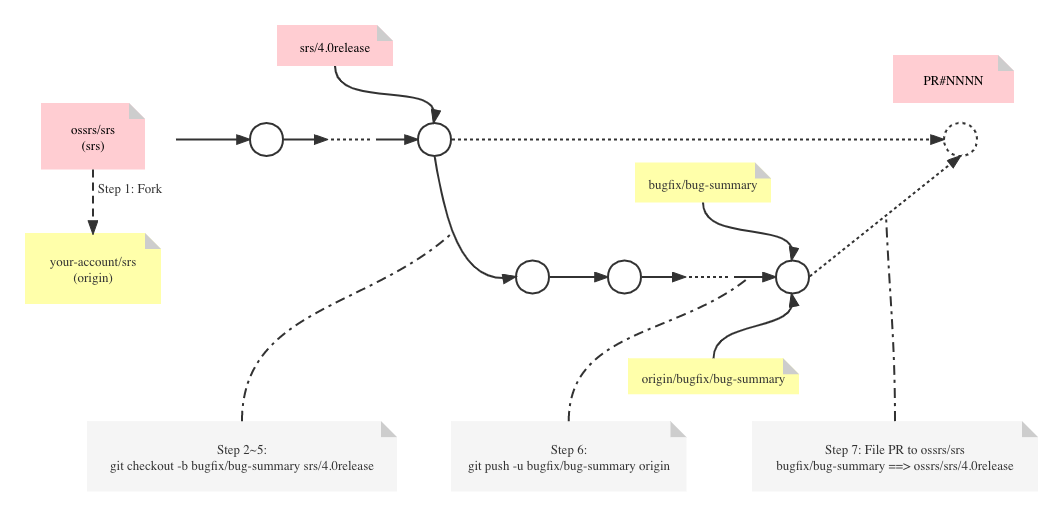 srs/4.0release
PR#NNNN
ossrs/srs
(srs)
Step 1: Fork
bugfix/bug-summary
your-account/srs
(origin)
origin/bugfix/bug-summary
Step 2~5:
git checkout -b bugfix/bug-summary srs/4.0release
Step 6:
git push -u bugfix/bug-summary origin
Step 7: File PR to ossrs/srs
bugfix/bug-summary ==> ossrs/srs/4.0release